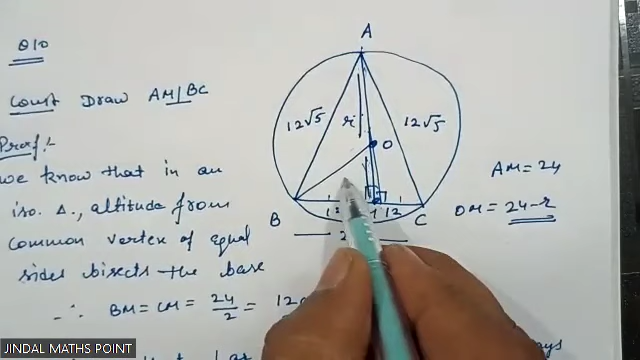 Q10
Const Draw AM⊥BC
Proof:
we know that in an
iso. Δ., altitude from
common vertex of equal
sides bisects the base
∴ BM = CM = 24/2 = 12
A
12√5
12√5
r
O
AM = 24
OM = 24-r
B
12
C
JINDAL MATHS POINT